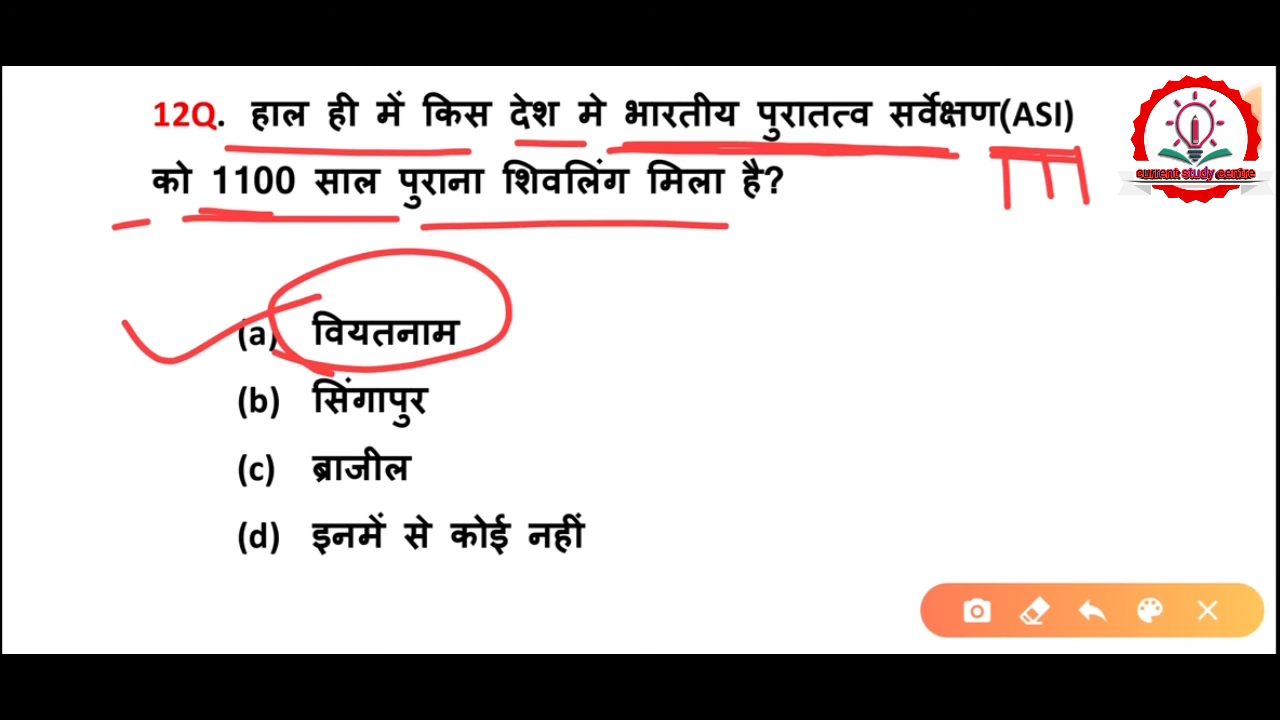 12Q. हाल ही में किस देश मे भारतीय पुरातत्व सर्वेक्षण(ASI)
को 1100 साल पुराना शिवलिंग मिला है?
current study centre
(a) वियतनाम
(b) सिंगापुर
(c) ब्राजील
(d) इनमें से कोई नहीं